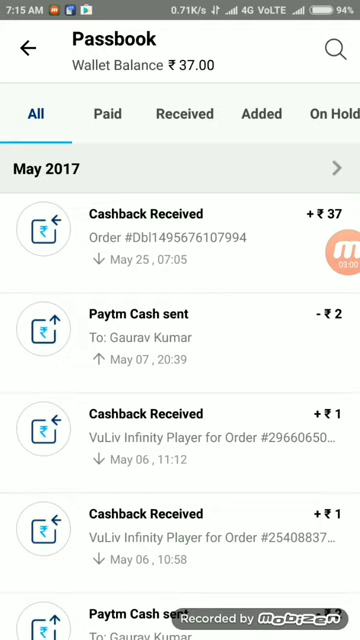 7:15 AM 0.71K/s 4G VoLTE 94%
Passbook
Wallet Balance ₹ 37.00
All Paid Received Added On Hold
May 2017
Cashback Received + ₹ 37
Order #Dbl1495676107994
May 25 , 07:05
03:00
Paytm Cash sent - ₹ 2
To: Gaurav Kumar
May 07 , 20:39
Cashback Received + ₹ 1
VuLiv Infinity Player for Order #29660650...
May 06 , 11:12
Cashback Received + ₹ 1
VuLiv Infinity Player for Order #25408837...
May 06 , 10:58
Paytm Cash sent
Recorded by Mobizen
To: Gaurav Kumar